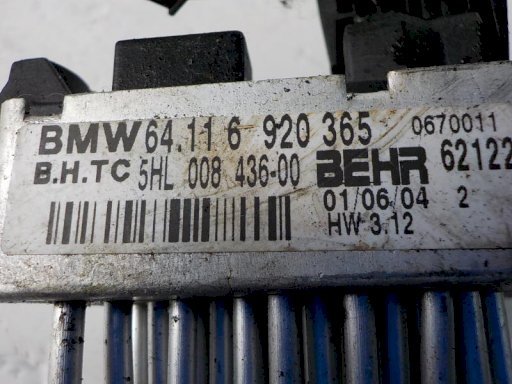 BMW 64.11 6 920 365 0670011
B.H.TC 5HL 008 436-00 BEHR 62122
01/06/04 2
HW 3.12